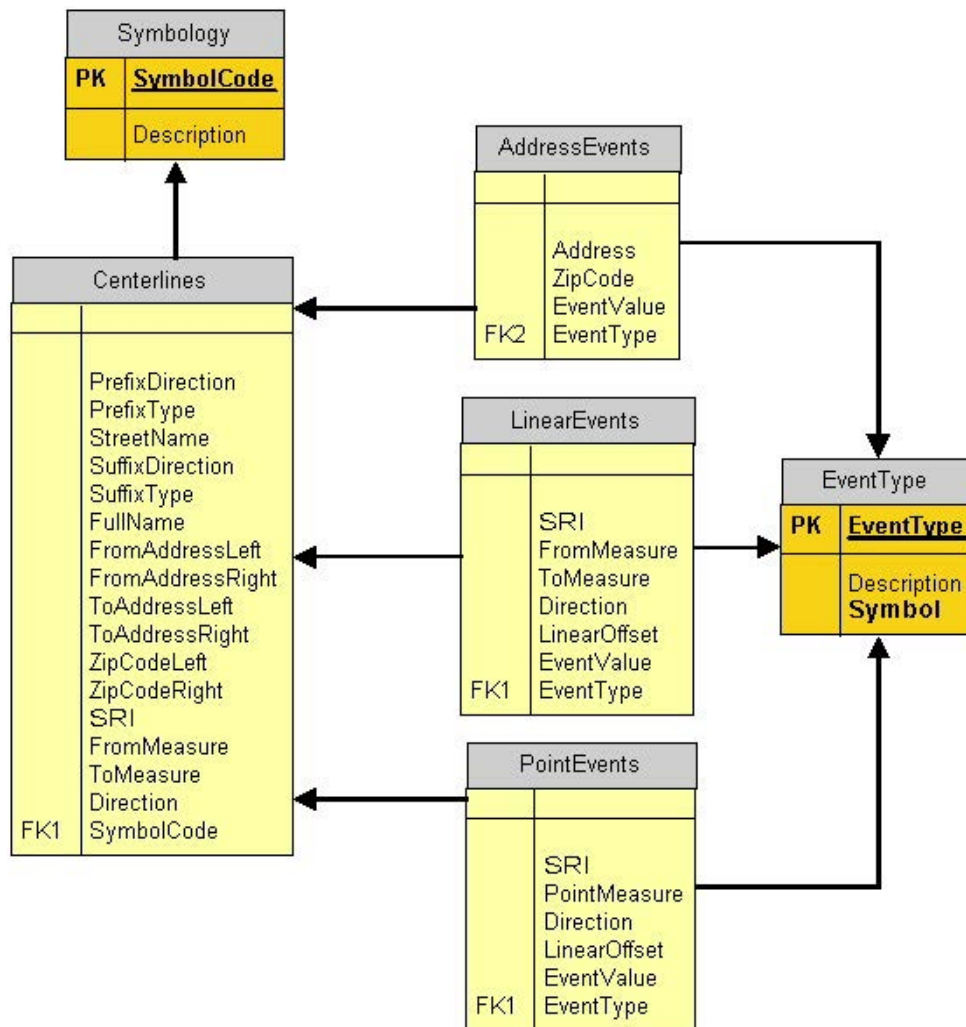 Symbology
PK SymbolCode
Description
Centerlines
PrefixDirection
PrefixType
StreetName
SuffixDirection
SuffixType
FullName
FromAddressLeft
FromAddressRight
ToAddressLeft
ToAddressRight
ZipCodeLeft
ZipCodeRight
SRI
FromMeasure
ToMeasure
Direction
FK1 SymbolCode
AddressEvents
Address
ZipCode
EventValue
FK2 EventType
LinearEvents
SRI
FromMeasure
ToMeasure
Direction
LinearOffset
EventValue
FK1 EventType
PointEvents
SRI
PointMeasure
Direction
LinearOffset
EventValue
FK1 EventType
EventType
PK EventType
Description
Symbol